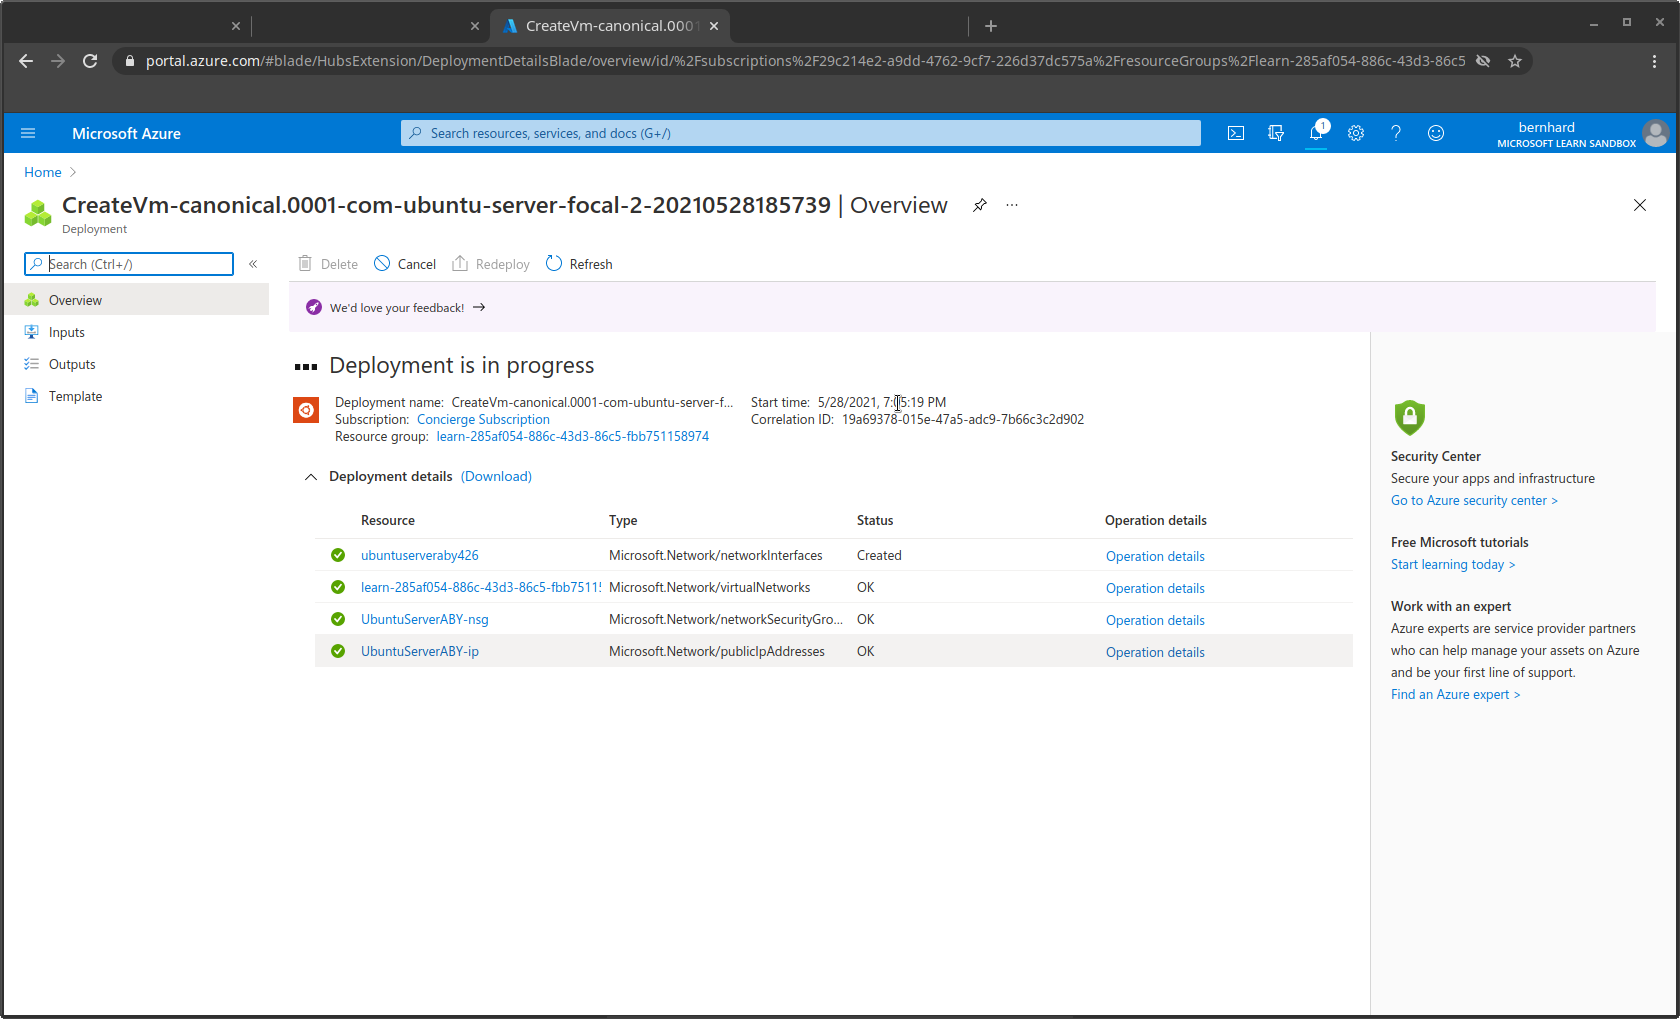 CreateVm-canonical.0001
portal.azure.com/#blade/HubsExtension/DeploymentDetailsBlade/overview/id/%2Fsubscriptions%2F29c214e2-a9dd-4762-9cf7-226d37dc575a%2FresourceGroups%2Flearn-285af054-886c-43d3-86c5
Microsoft Azure
Search resources, services, and docs (G+/)
1
bernhard
MICROSOFT LEARN SANDBOX
Home >
CreateVm-canonical.0001-com-ubuntu-server-focal-2-20210528185739 | Overview
Deployment
Search (Ctrl+/)
Overview
Inputs
Outputs
Template
Delete Cancel Redeploy Refresh
We'd love your feedback! →
Deployment is in progress
Deployment name: CreateVm-canonical.0001-com-ubuntu-server-f...
Subscription: Concierge Subscription
Resource group: learn-285af054-886c-43d3-86c5-fbb751158974
Start time: 5/28/2021, 7:05:19 PM
Correlation ID: 19a69378-015e-47a5-adc9-7b66c3c2d902
Deployment details (Download)
Resource Type Status Operation details
ubuntuserveraby426 Microsoft.Network/networkInterfaces Created Operation details
learn-285af054-886c-43d3-86c5-fbb7511 Microsoft.Network/virtualNetworks OK Operation details
UbuntuServerABY-nsg Microsoft.Network/networkSecurityGro... OK Operation details
UbuntuServerABY-ip Microsoft.Network/publicIpAddresses OK Operation details
Security Center
Secure your apps and infrastructure
Go to Azure security center >
Free Microsoft tutorials
Start learning today >
Work with an expert
Azure experts are service provider partners
who can help manage your assets on Azure
and be your first line of support.
Find an Azure expert >